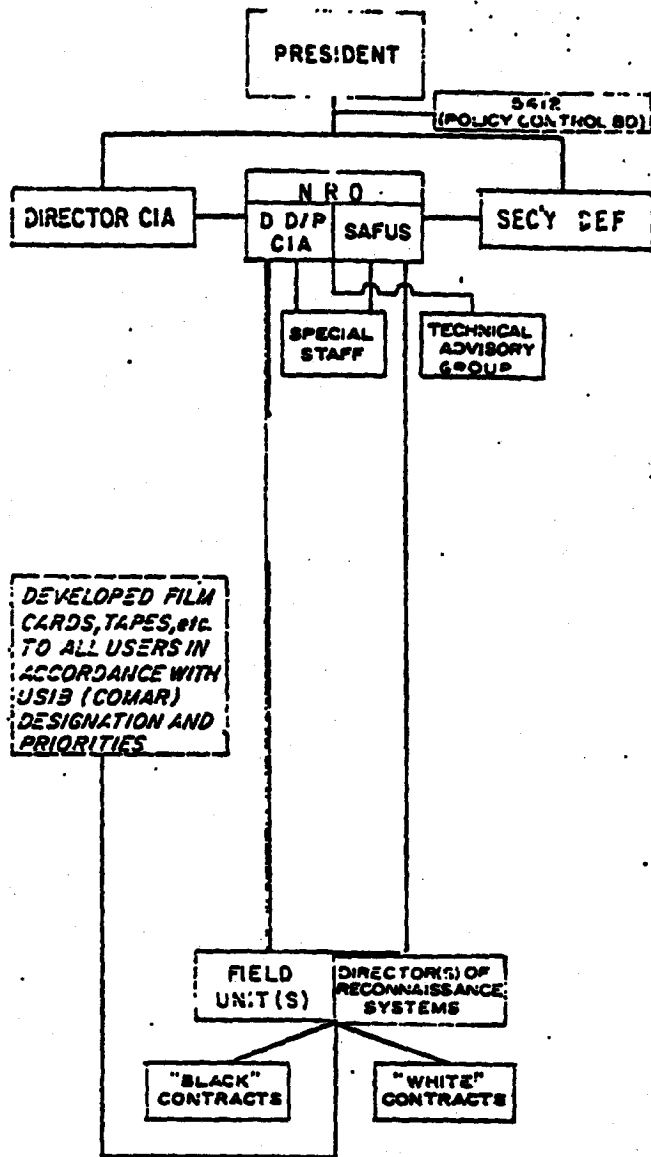 PRESIDENT
5412
(POLICY CONTROL BD)
N R O
DIRECTOR CIA
D D/P
CIA
SAFUS
SEC'Y DEF
SPECIAL
STAFF
TECHNICAL
ADVISORY
GROUP
DEVELOPED FILM
CARDS, TAPES, etc.
TO ALL USERS IN
ACCORDANCE WITH
USIB (COMAR)
DESIGNATION AND
PRIORITIES
FIELD
UNIT(S)
DIRECTOR(S) OF
RECONNAISSANCE
SYSTEMS
"BLACK"
CONTRACTS
"WHITE"
CONTRACTS